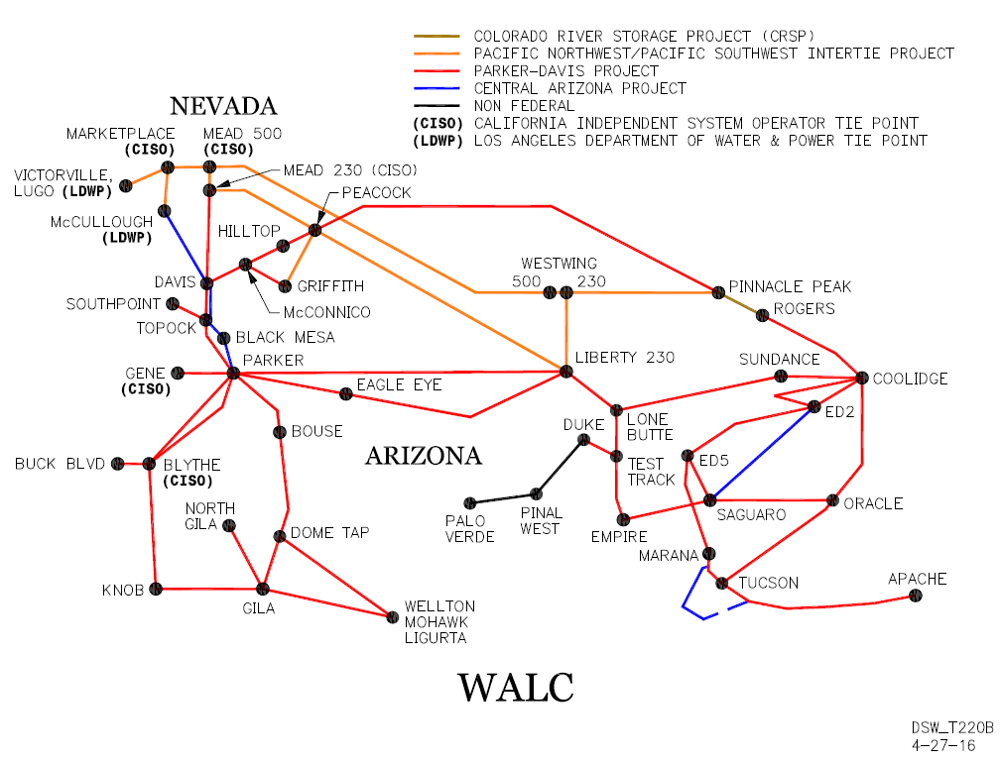 COLORADO RIVER STORAGE PROJECT (CRSP)
PACIFIC NORTHWEST/PACIFIC SOUTHWEST INTERTIE PROJECT
PARKER-DAVIS PROJECT
CENTRAL ARIZONA PROJECT
NON FEDERAL
(CISO) CALIFORNIA INDEPENDENT SYSTEM OPERATOR TIE POINT
(LDWP) LOS ANGELES DEPARTMENT OF WATER & POWER TIE POINT
NEVADA
MARKETPLACE
(CISO)
MEAD 500
(CISO)
VICTORVILLE,
LUGO (LDWP)
MEAD 230 (CISO)
PEACOCK
McCULLOUGH
(LDWP)
HILLTOP
DAVIS
GRIFFITH
WESTWING
500
230
PINNACLE PEAK
SOUTHPOINT
McCONNICO
ROGERS
TOPOCK
BLACK MESA
PARKER
LIBERTY 230
SUNDANCE
GENE
(CISO)
EAGLE EYE
COOLIDGE
LONE
BUTTE
ED2
DUKE
BOUSE
ARIZONA
BUCK BLVD
BLYTHE
(CISO)
TEST
TRACK
ED5
NORTH
GILA
PALO
VERDE
PINAL
WEST
SAGUARO
ORACLE
DOME TAP
EMPIRE
MARANA
KNOB
GILA
TUCSON
APACHE
WELLTON
MOHAWK
LIGURTA
WALC
DSW_T220B
4-27-16